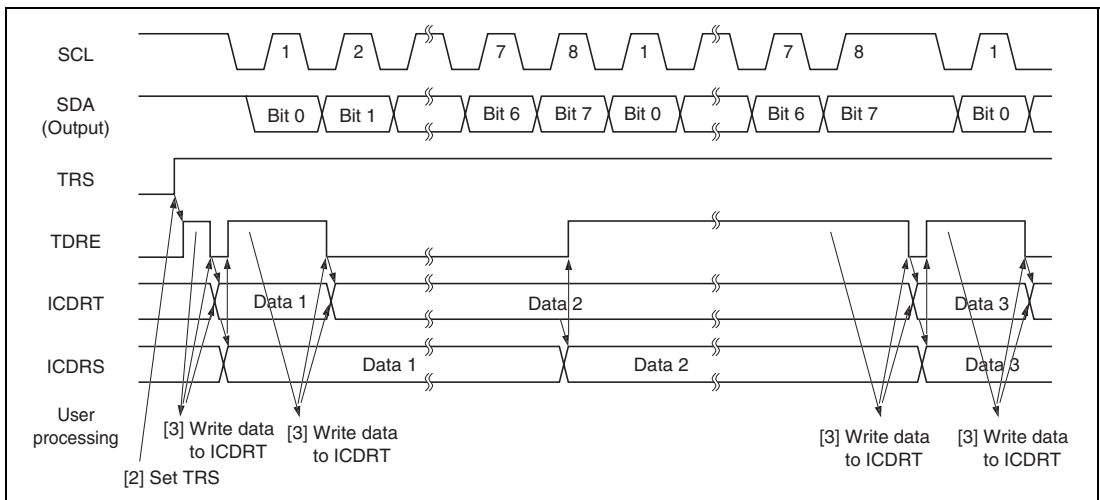 SCL 1 2 7 8 1 7 8 1
SDA
(Output) Bit 0 Bit 1 Bit 6 Bit 7 Bit 0 Bit 6 Bit 7 Bit 0
TRS
TDRE
ICDRT Data 1 Data 2 Data 3
ICDRS Data 1 Data 2 Data 3
User
processing
[3] Write data
to ICDRT
[3] Write data
to ICDRT
[3] Write data
to ICDRT
[3] Write data
to ICDRT
[2] Set TRS